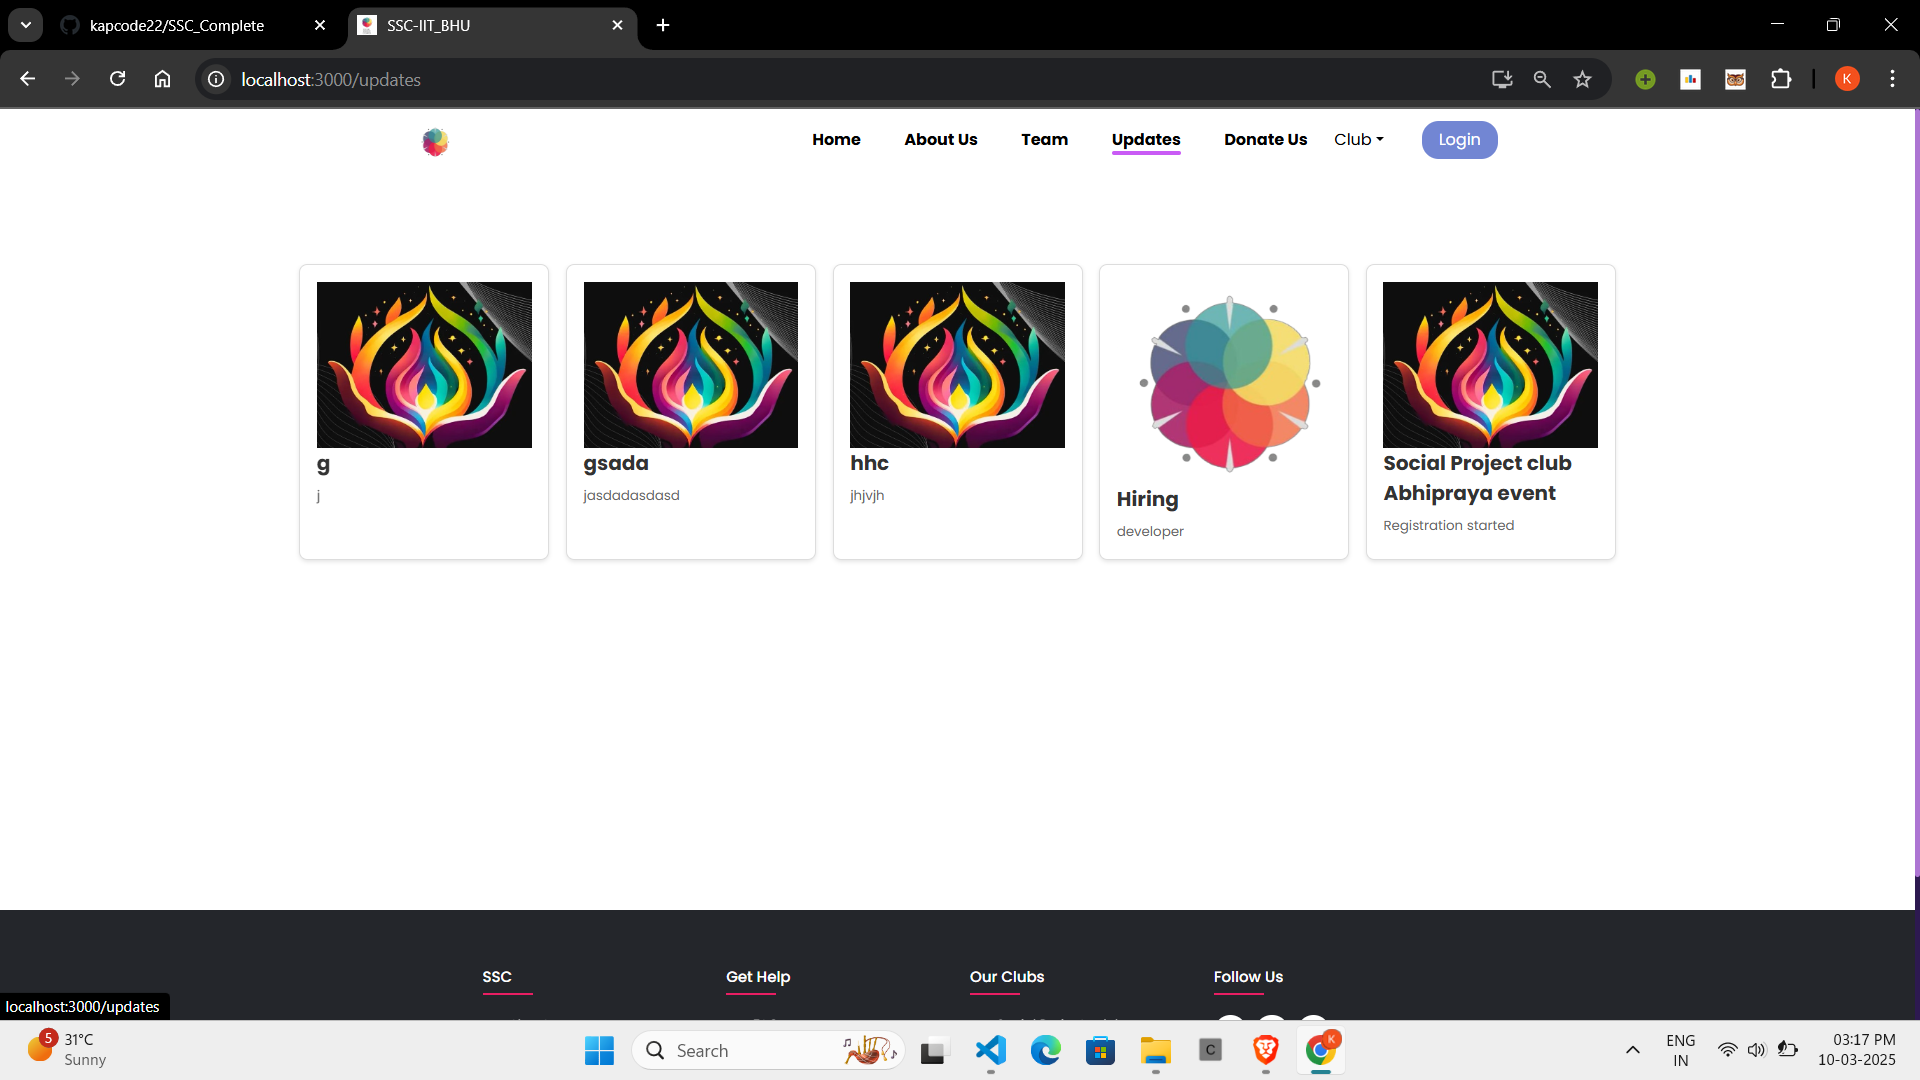 kapcode22/SSC_Complete
SSC-IIT_BHU
localhost:3000/updates
K
Home
About Us
Team
Updates
Donate Us
Club
Login
g
j
gsada
jasdadasdasd
hhc
jhjvjh
Hiring
developer
Social Project club
Abhipraya event
Registration started
SSC
Get Help
Our Clubs
Follow Us
localhost:3000/updates
5
31°C
Sunny
Search
C
K
ENG
IN
03:17 PM
10-03-2025